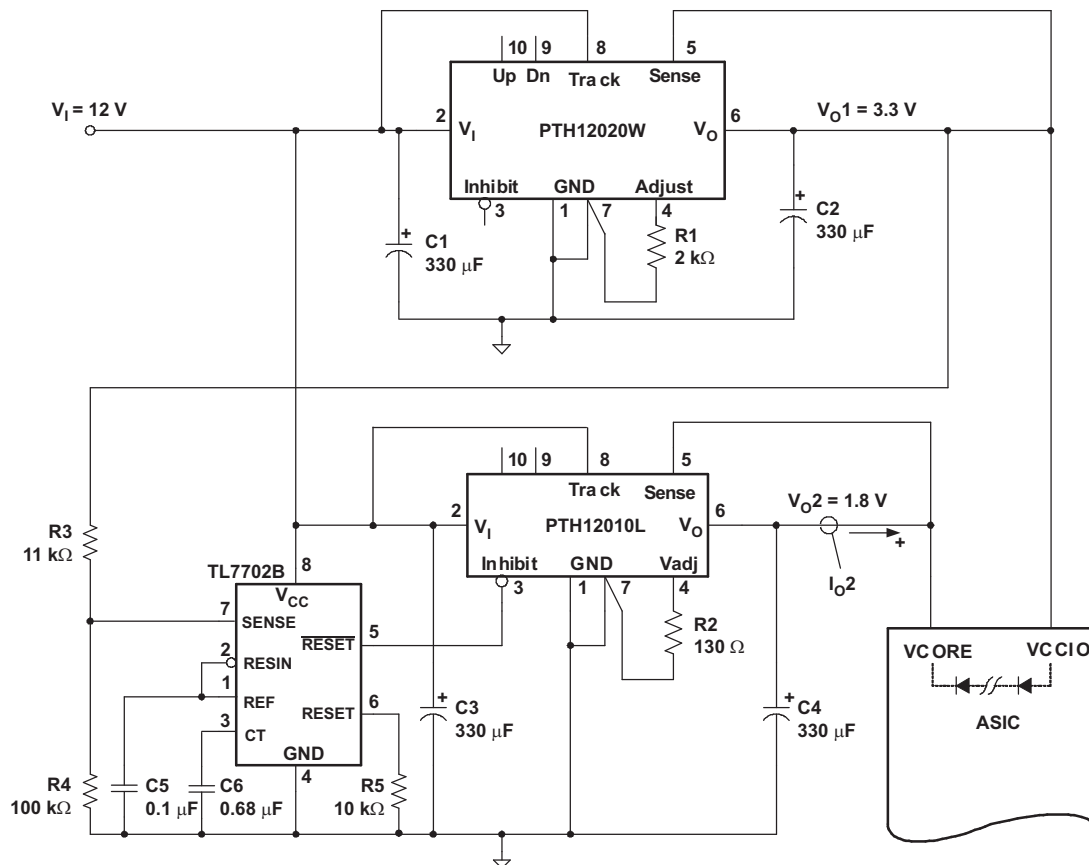 10 9 8 5
Up Dn Track Sense
V_I = 12 V
2 V_I PTH12020W V_O 6
V_O1 = 3.3 V
Inhibit GND Adjust
3 1 7 4
+ C1
330 μF
R1
2 kΩ
+ C2
330 μF
10 9 8 5
Track Sense
2 V_I PTH12010L V_O 6
V_O2 = 1.8 V
+
I_O2
Inhibit GND Vadj
3 1 7 4
R2
130 Ω
R3
11 kΩ
TL7702B
8
V_CC
7 SENSE
RESET 5
2 RESIN
1 REF
RESET 6
3 CT
GND
4
+ C3
330 μF
+ C4
330 μF
R4
100 kΩ
C5
0.1 μF
C6
0.68 μF
R5
10 kΩ
VCORE VCCIO
ASIC